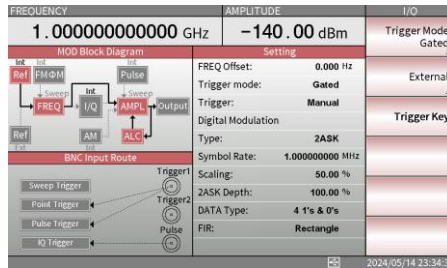 FREQUENCY
AMPLITUDE
I/Q
1.000000000000 GHz
-140.00 dBm
Trigger Mode
Gated
External
Trigger Key
MOD Block Diagram
Int
Int
Int
Ref
FMΦM
Pulse
Sweep
Int
Sweep
FREQ
I/Q
AMPL
Output
Ref
AM
ALC
Ext
Int
BNC Input Route
Trigger1
Sweep Trigger
Trigger2
Point Trigger
Pulse Trigger
Pulse
IQ Trigger
Setting
FREQ Offset: 0.000 Hz
Trigger mode: Gated
Trigger: Manual
Digital Modulation
Type: 2ASK
Symbol Rate: 1.000000000 MHz
Scaling: 50.00 %
2ASK Depth: 100.00 %
DATA Type: 4 1's & 0's
FIR: Rectangle
2024/05/14 23:34:3